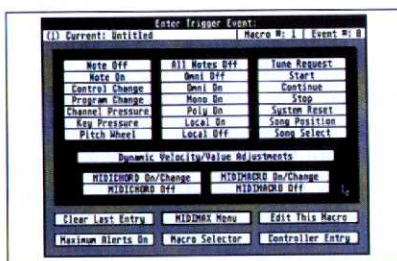 Enter Trigger Event:
(1) Current: Untitled Macro #: 1 Event #: 0
Note Off All Notes Off Tune Request
Note On Omni Off Start
Control Change Omni On Continue
Program Change Mono On Stop
Channel Pressure Poly On System Reset
Key Pressure Local On Song Position
Pitch Wheel Local Off Song Select
Dynamic Velocity/Value Adjustments
MIDICHORD On/Change MIDIMACRO On/Change
MIDICHORD Off MIDIMACRO Off
Clear Last Entry MIDIMAX Menu Edit This Macro
Maximum Alerts On Macro Selector Controller Entry